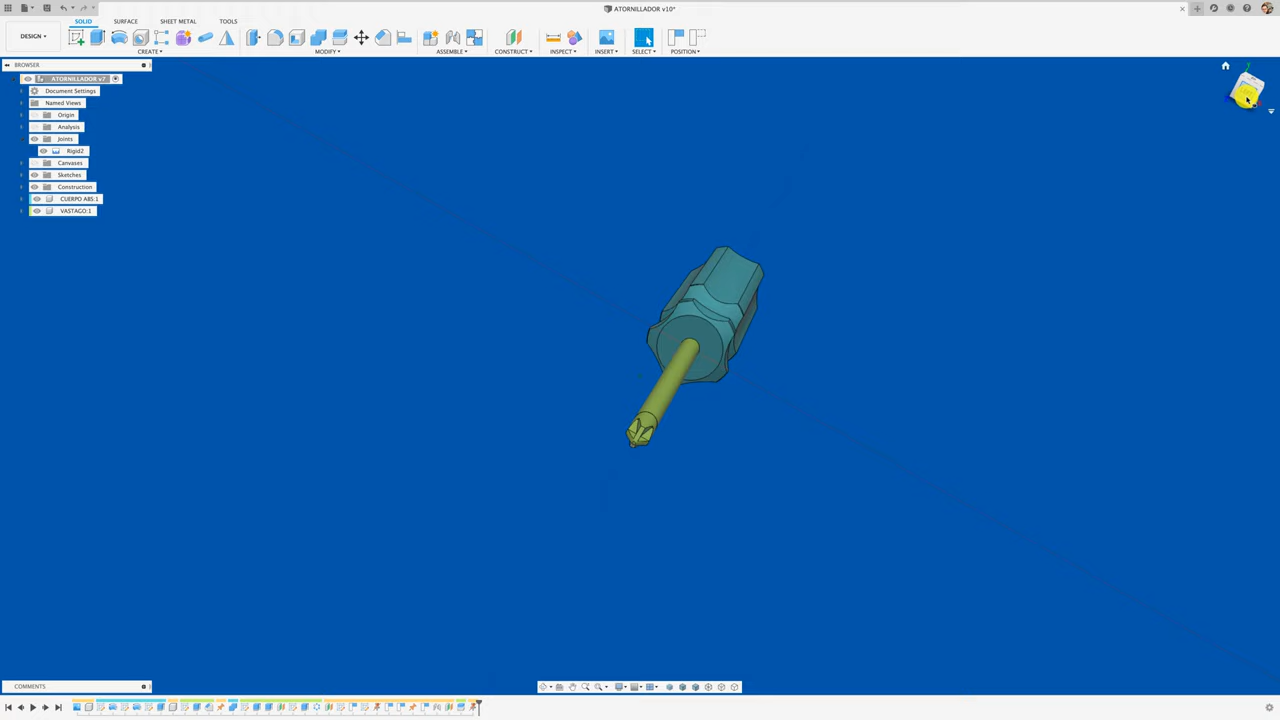 ATORNILLADOR v10*
DESIGN
SOLID SURFACE SHEET METAL TOOLS
CREATE MODIFY ASSEMBLE CONSTRUCT INSPECT INSERT SELECT POSITION
BROWSER
ATORNILLADOR v7
Document Settings
Named Views
Origin
Analysis
Joints
Rigid2
Canvases
Sketches
Construction
CUERPO ABS:1
VASTAGO:1
COMMENTS